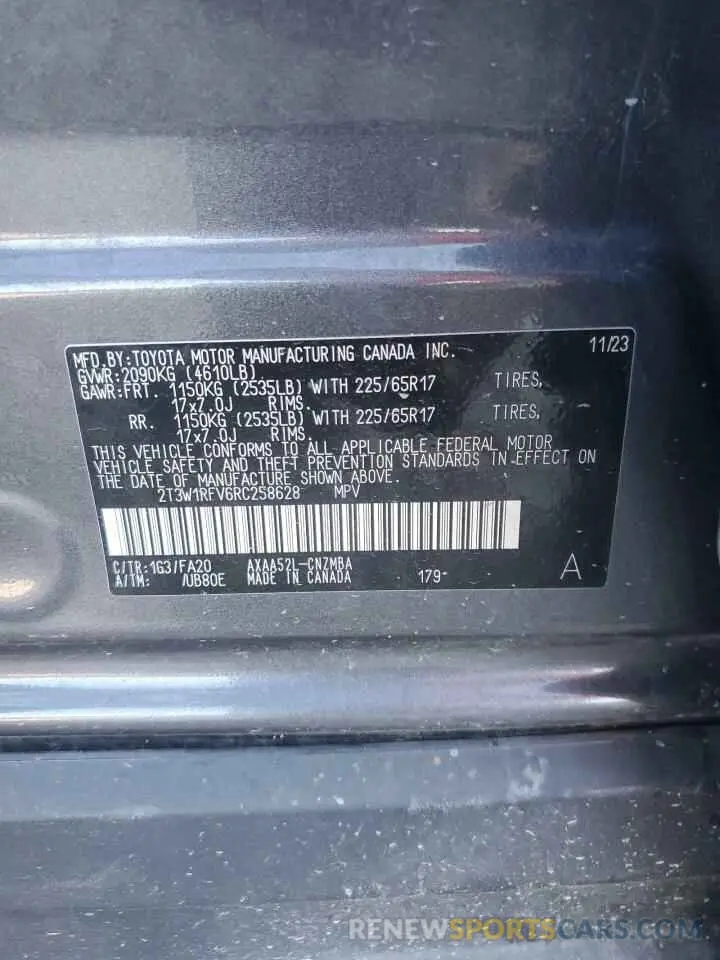 MFD.BY:TOYOTA MOTOR MANUFACTURING CANADA INC. 11/23
GVWR:2090KG (4610LB)
GAWR:FRT. 1150KG (2535LB) WITH 225/65R17 TIRES,
17x7.0J RIMS.
RR. 1150KG (2535LB) WITH 225/65R17 TIRES,
17x7.0J RIMS.
THIS VEHICLE CONFORMS TO ALL APPLICABLE FEDERAL MOTOR
VEHICLE SAFETY AND THEFT PREVENTION STANDARDS IN EFFECT ON
THE DATE OF MANUFACTURE SHOWN ABOVE.
2T3W1RFV6RC258628 MPV
C/TR:1G3/FA20 AXAA52L-CNZMBA
A/TM: /UB80E MADE IN CANADA 179- A
RENEWSPORTSCARS.COM